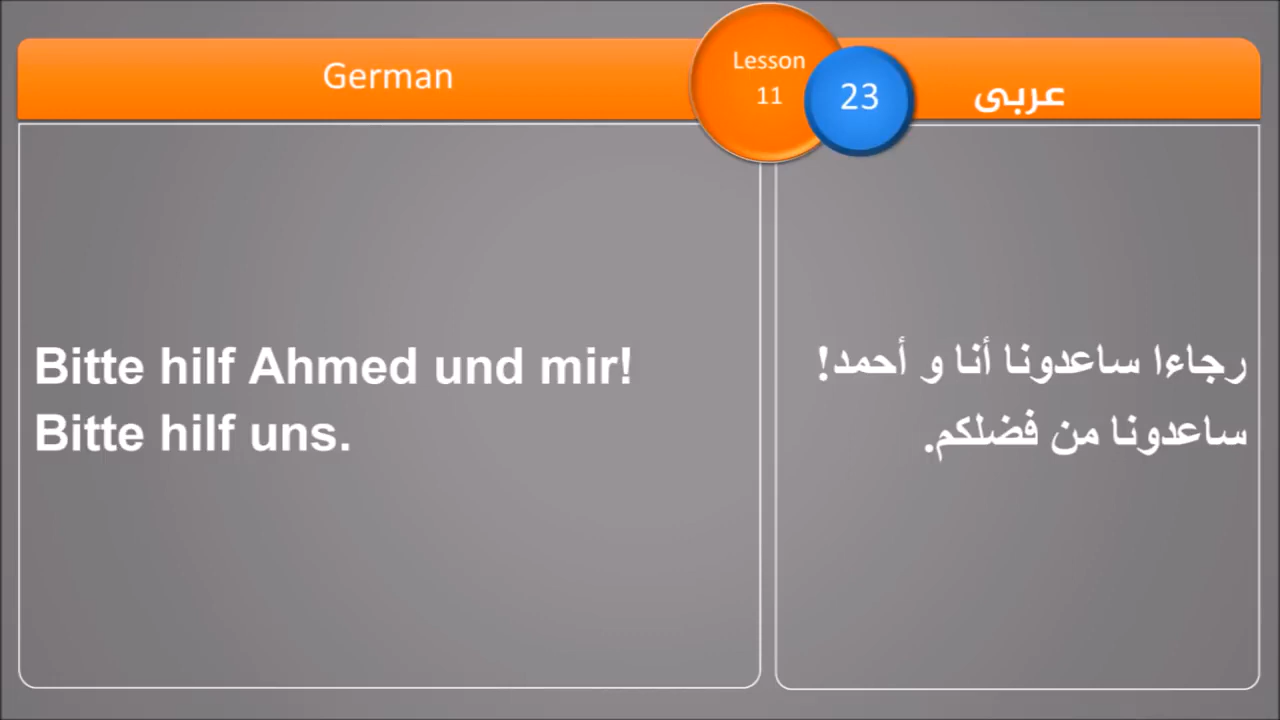 German
Lesson
11
23
عربى
Bitte hilf Ahmed und mir!
Bitte hilf uns.
رجاءا ساعدونا أنا و أحمد!
ساعدونا من فضلكم.